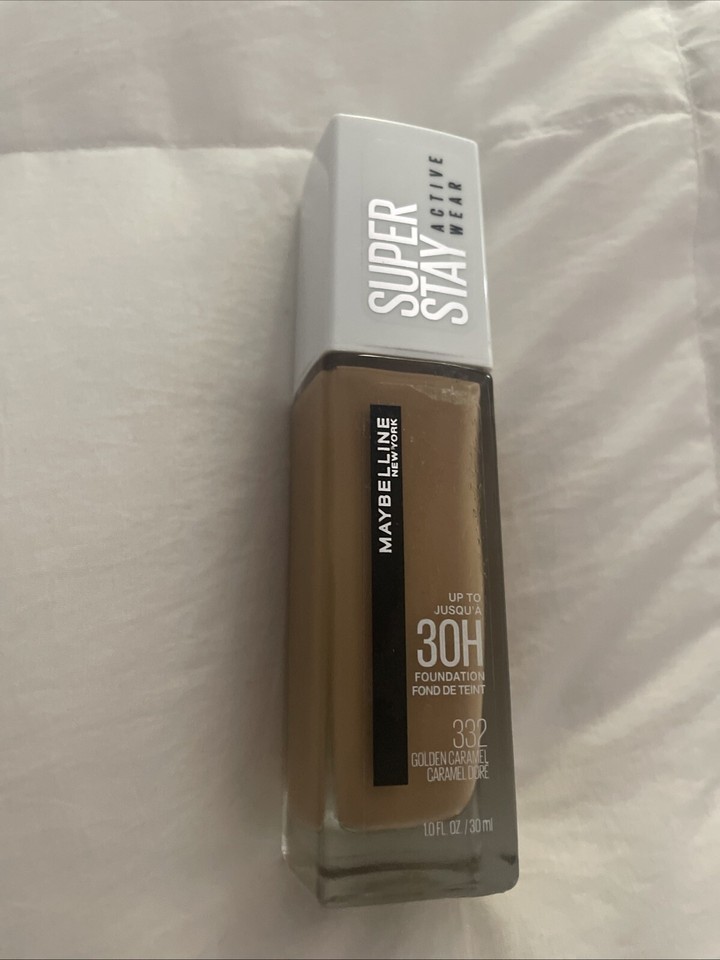 SUPER
STAY
ACTIVE
WEAR
MAYBELLINE
NEW YORK
UP TO
JUSQU'À
30H
FOUNDATION
FOND DE TEINT
332
GOLDEN CARAMEL
CARAMEL DORÉ
1.0 FL OZ / 30 ml